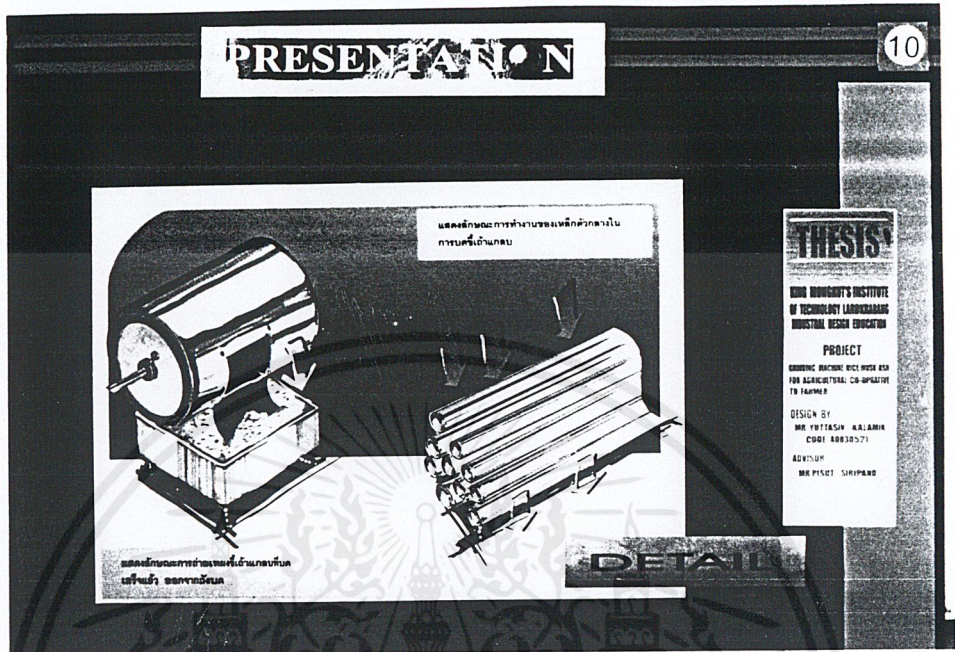 PRESENTATION
10
แสดงลักษณะการทำงานของเหล็กตัวกลางใน
การบดขี้เถ้าแกลบ
THESIS
KING MONGKUT'S INSTITUTE
OF TECHNOLOGY LADKRABANG
INDUSTRIAL DESIGN EDUCATION
PROJECT
GRINDING MACHINE RICE HUSK ASH
FOR AGRICULTURAL CO-OPRATIVE
TO FARMER
DESIGN BY
MR YUTTASIN KALAMIK
CODE 40030521
ADVISOR
MR PISUT SIRIPAND
แสดงลักษณะการถ่ายเทผงขี้เถ้าแกลบที่บด
เสร็จแล้ว ออกจากถังบด
DETAIL